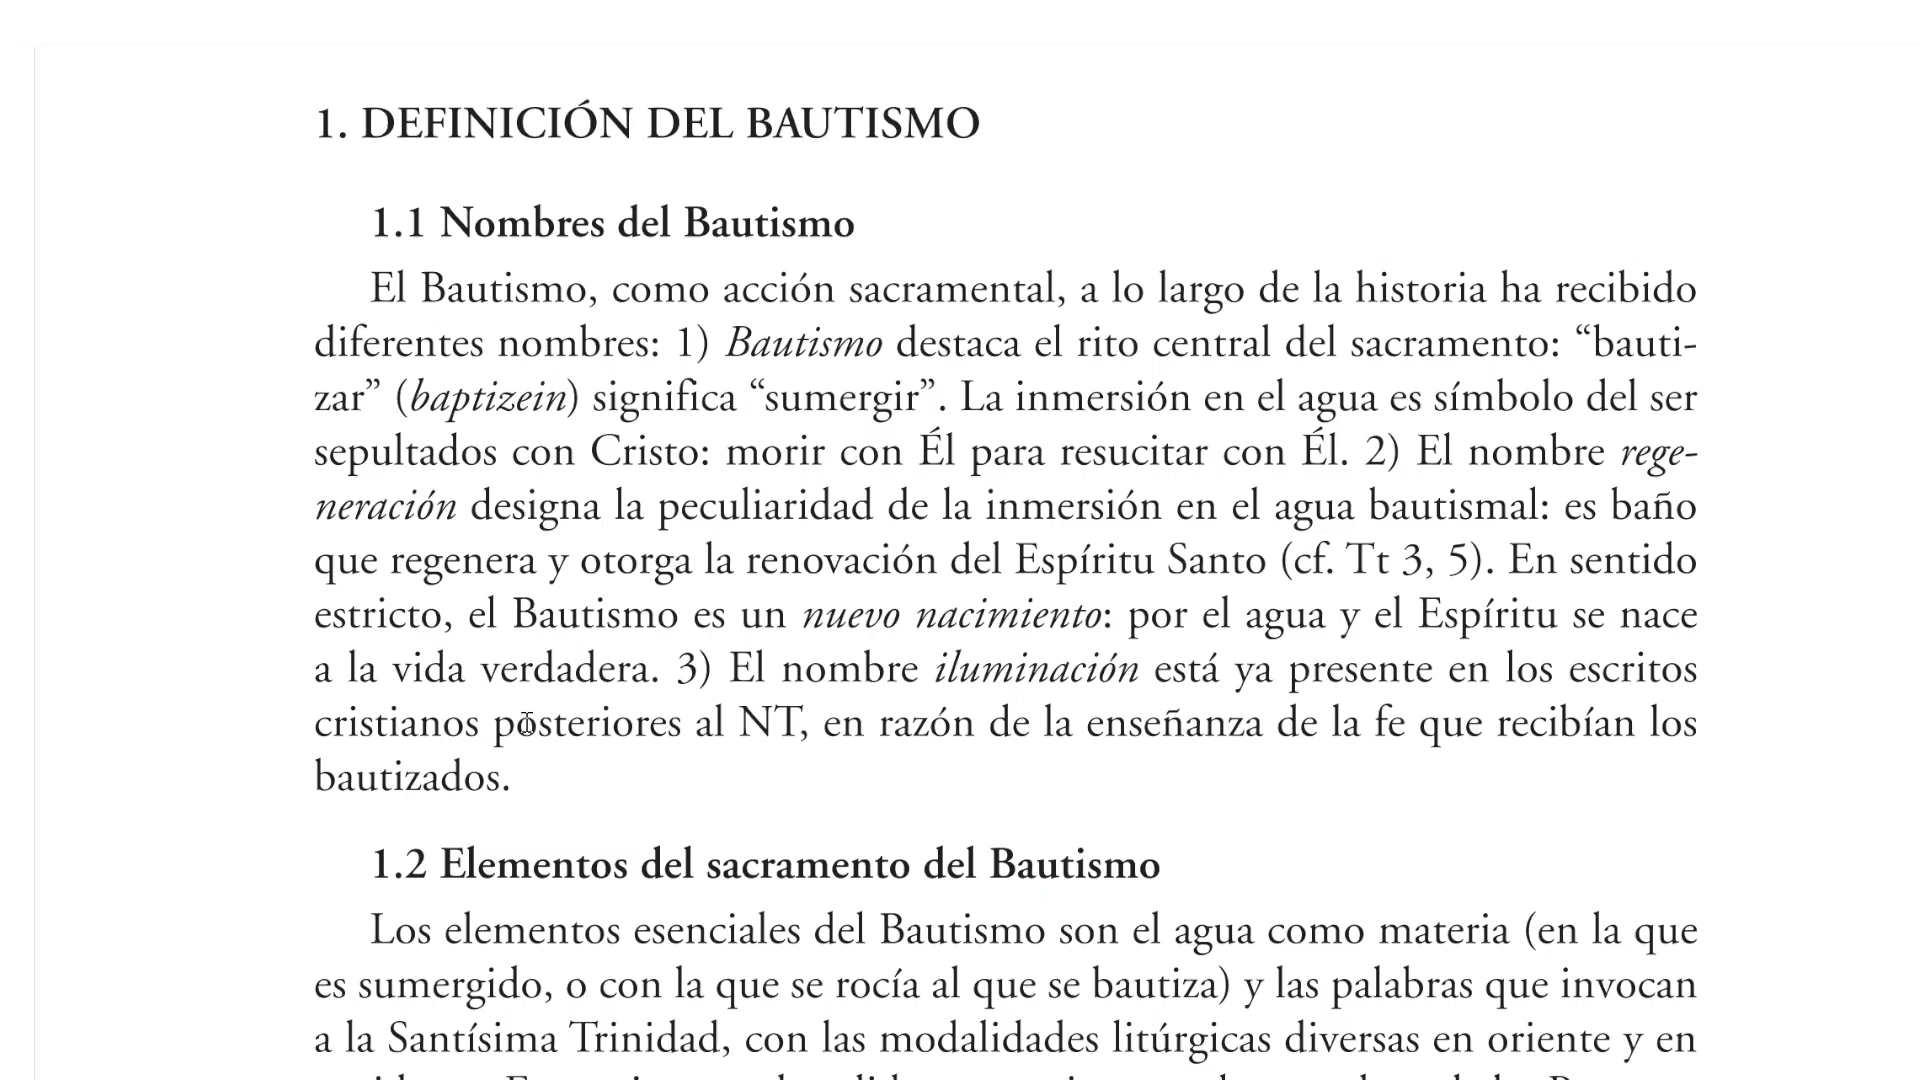 1. DEFINICIÓN DEL BAUTISMO
1.1 Nombres del Bautismo
El Bautismo, como acción sacramental, a lo largo de la historia ha recibido
diferentes nombres: 1) Bautismo destaca el rito central del sacramento: “bauti-
zar” (baptizein) significa “sumergir”. La inmersión en el agua es símbolo del ser
sepultados con Cristo: morir con Él para resucitar con Él. 2) El nombre rege-
neración designa la peculiaridad de la inmersión en el agua bautismal: es baño
que regenera y otorga la renovación del Espíritu Santo (cf. Tt 3, 5). En sentido
estricto, el Bautismo es un nuevo nacimiento: por el agua y el Espíritu se nace
a la vida verdadera. 3) El nombre iluminación está ya presente en los escritos
cristianos posteriores al NT, en razón de la enseñanza de la fe que recibían los
bautizados.
1.2 Elementos del sacramento del Bautismo
Los elementos esenciales del Bautismo son el agua como materia (en la que
es sumergido, o con la que se rocía al que se bautiza) y las palabras que invocan
a la Santísima Trinidad, con las modalidades litúrgicas diversas en oriente y en